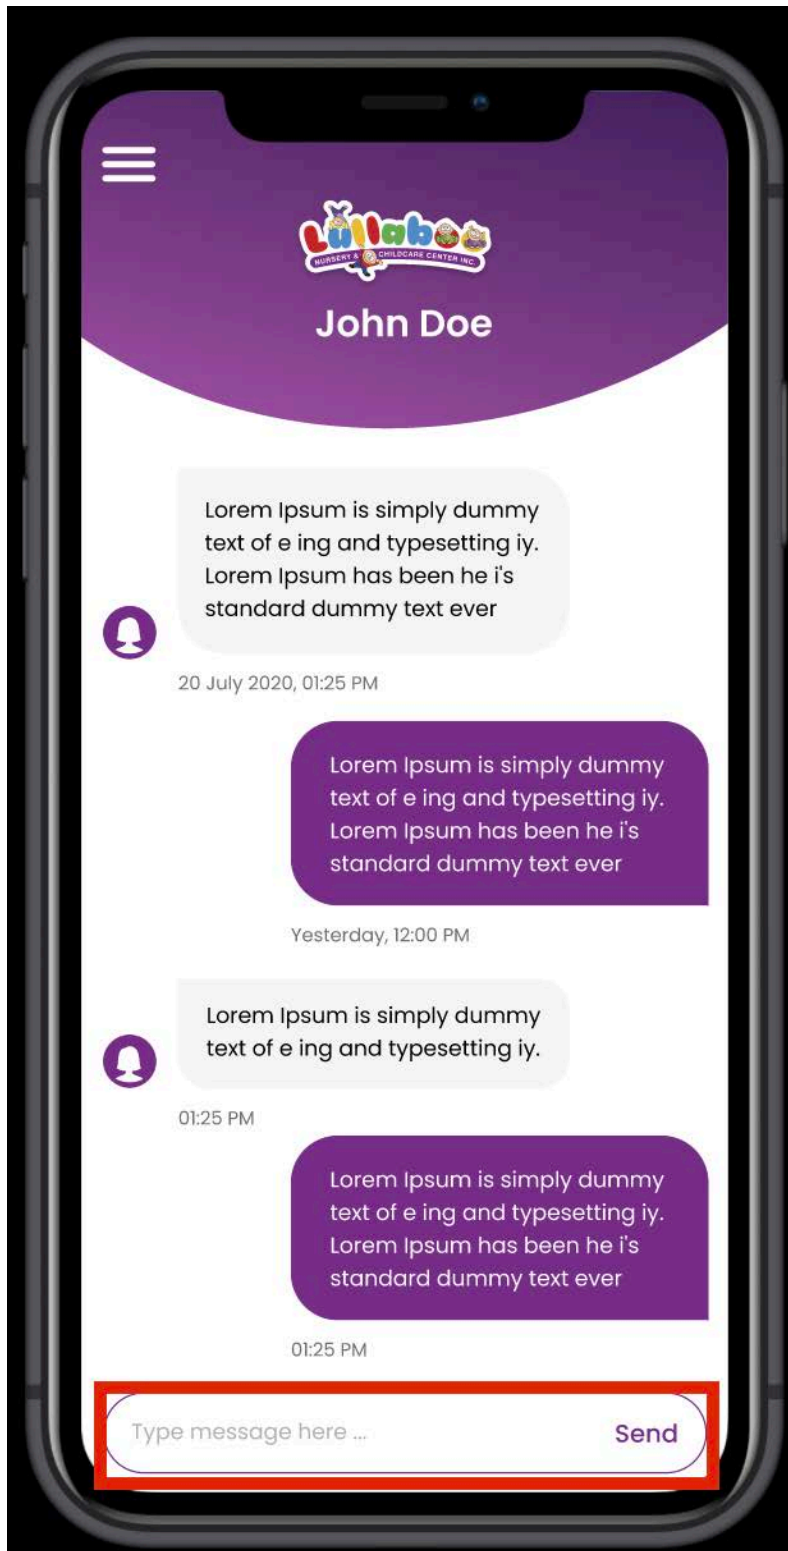 Lullaboo
NURSERY & CHILDCARE CENTER INC.
John Doe
Lorem Ipsum is simply dummy
text of e ing and typesetting iy.
Lorem Ipsum has been he i's
standard dummy text ever
20 July 2020, 01:25 PM
Lorem Ipsum is simply dummy
text of e ing and typesetting iy.
Lorem Ipsum has been he i's
standard dummy text ever
Yesterday, 12:00 PM
Lorem Ipsum is simply dummy
text of e ing and typesetting iy.
01:25 PM
Lorem Ipsum is simply dummy
text of e ing and typesetting iy.
Lorem Ipsum has been he i's
standard dummy text ever
01:25 PM
Type message here ... Send